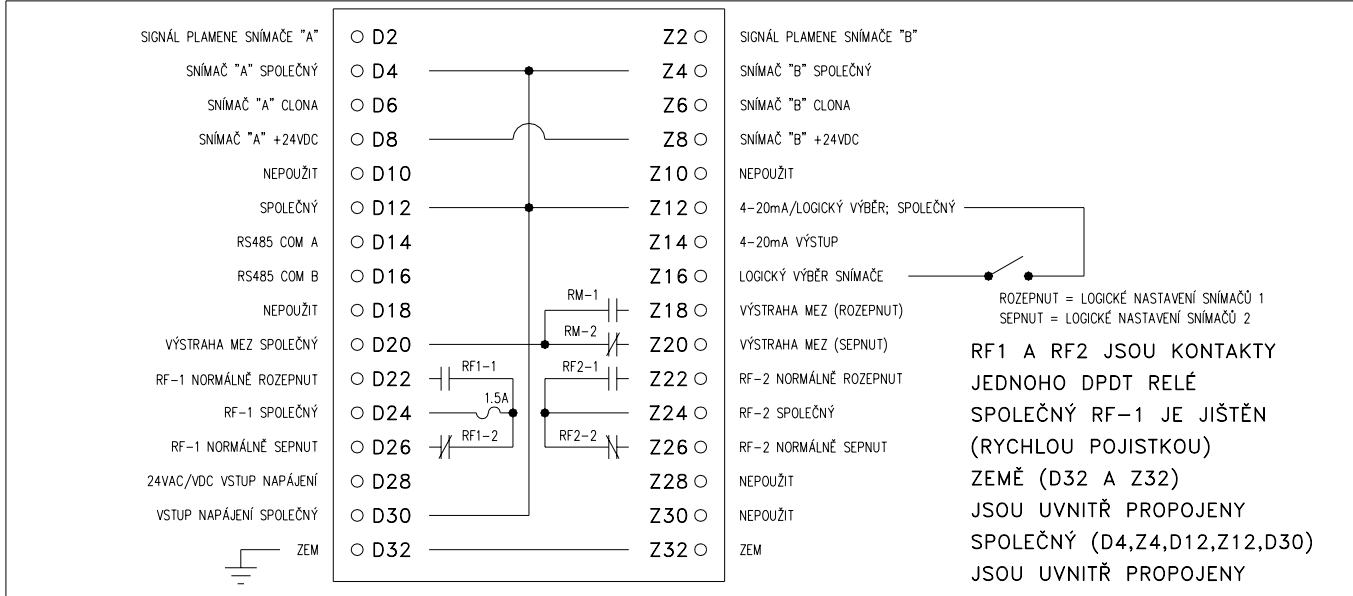 SIGNÁL PLAMENE SNÍMAČE "A" D2 Z2 SIGNÁL PLAMENE SNÍMAČE "B"
SNÍMAČ "A" SPOLEČNÝ D4 Z4 SNÍMAČ "B" SPOLEČNÝ
SNÍMAČ "A" CLONA D6 Z6 SNÍMAČ "B" CLONA
SNÍMAČ "A" +24VDC D8 Z8 SNÍMAČ "B" +24VDC
NEPOUŽIT D10 Z10 NEPOUŽIT
SPOLEČNÝ D12 Z12 4-20mA/LOGICKÝ VÝBĚR; SPOLEČNÝ
RS485 COM A D14 Z14 4-20mA VÝSTUP
RS485 COM B D16 Z16 LOGICKÝ VÝBĚR SNÍMAČE
RM-1
NEPOUŽIT D18 Z18 VÝSTRAHA MEZ (ROZEPNUT)
RM-2
VÝSTRAHA MEZ SPOLEČNÝ D20 Z20 VÝSTRAHA MEZ (SEPNUT)
RF1-1 RF2-1
RF-1 NORMÁLNĚ ROZEPNUT D22 Z22 RF-2 NORMÁLNĚ ROZEPNUT
1.5A
RF-1 SPOLEČNÝ D24 Z24 RF-2 SPOLEČNÝ
RF1-2 RF2-2
RF-1 NORMÁLNĚ SEPNUT D26 Z26 RF-2 NORMÁLNĚ SEPNUT
24VAC/VDC VSTUP NAPÁJENÍ D28 Z28 NEPOUŽIT
VSTUP NAPÁJENÍ SPOLEČNÝ D30 Z30 NEPOUŽIT
ZEM D32 Z32 ZEM
ROZEPNUT = LOGICKÉ NASTAVENÍ SNÍMAČŮ 1
SEPNUT = LOGICKÉ NASTAVENÍ SNÍMAČŮ 2
RF1 A RF2 JSOU KONTAKTY
JEDNOHO DPDT RELÉ
SPOLEČNÝ RF-1 JE JIŠTĚN
(RYCHLOU POJISTKOU)
ZEMĚ (D32 A Z32)
JSOU UVNITŘ PROPOJENY
SPOLEČNÝ (D4,Z4,D12,Z12,D30)
JSOU UVNITŘ PROPOJENY